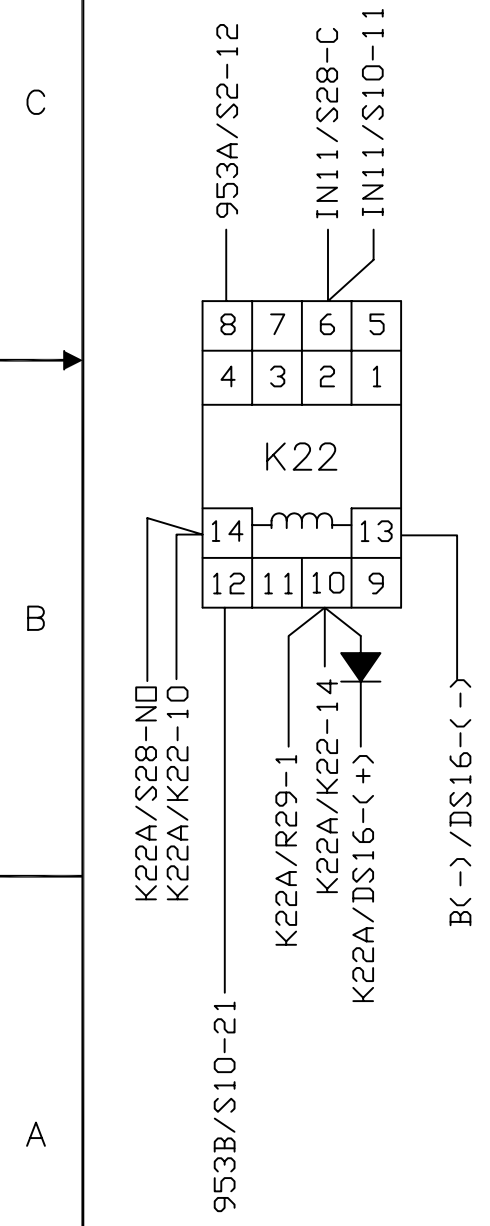 C
953A/S2-12
IN11/S28-C
IN11/S10-11
8 7 6 5
4 3 2 1
K22
14 13
12 11 10 9
B
K22A/S28-NO
K22A/K22-10
953B/S10-21
K22A/R29-1
K22A/K22-14
K22A/DS16-(+)
B(-)/DS16-(-)
A